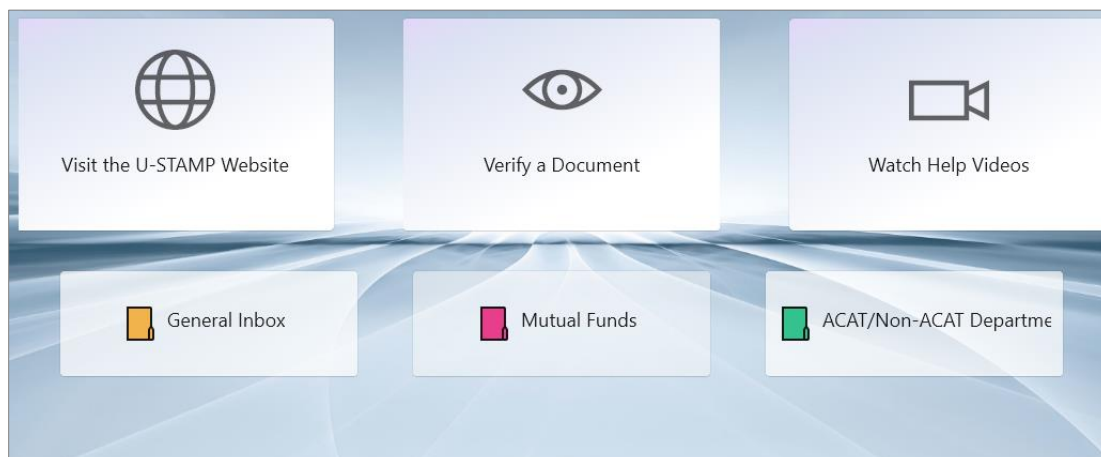 Visit the U-STAMP Website
Verify a Document
Watch Help Videos
General Inbox
Mutual Funds
ACAT/Non-ACAT Departme